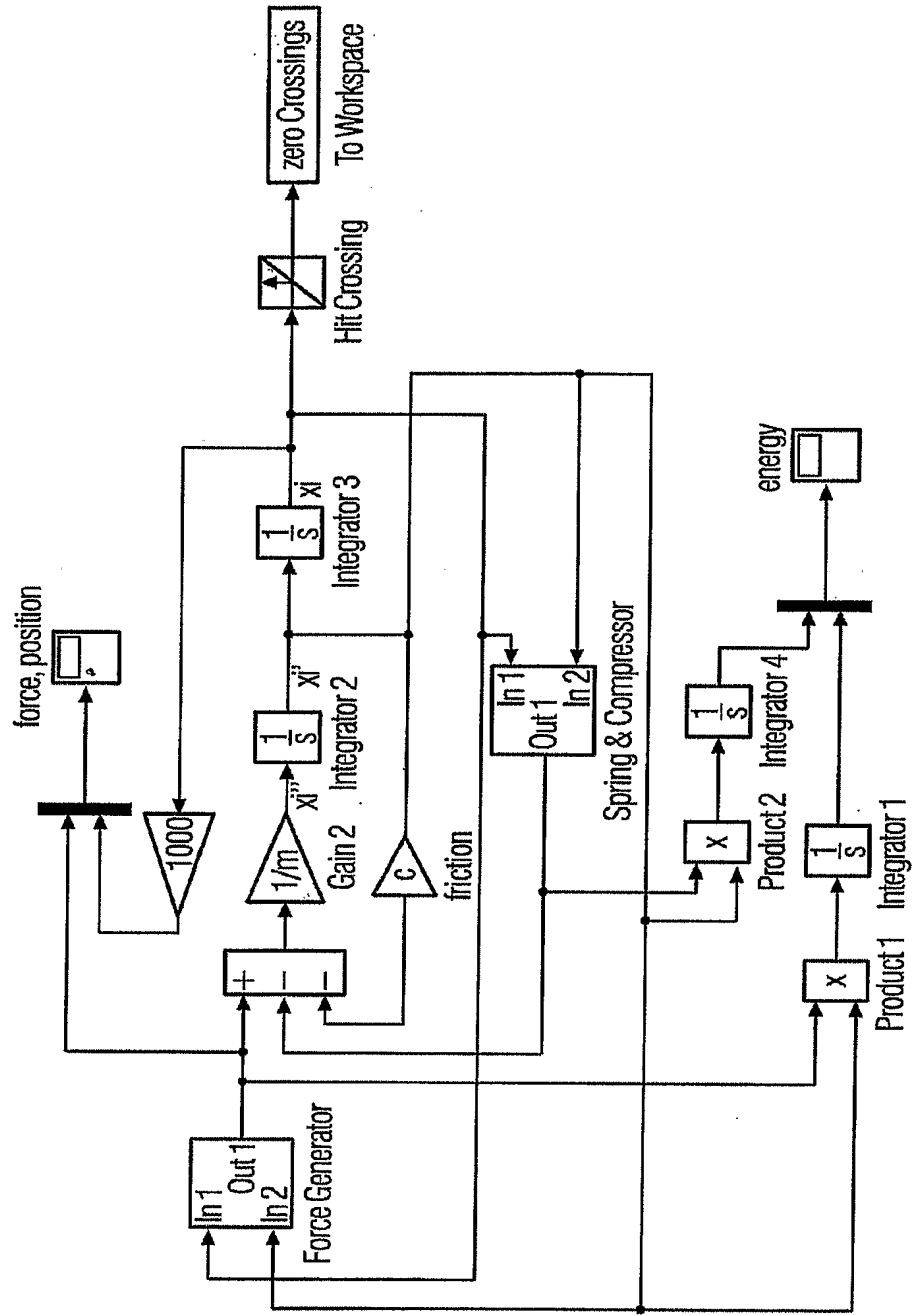 force, position
1000
zero Crossings
To Workspace
Hit Crossing
In 1
Out 1
In 2
Force Generator
+
−
−
1/m
Gain 2
xi''
1
s
Integrator 2
xi'
1
s
Integrator 3
xi
c
friction
In 1
Out 1
In 2
Spring & Compressor
x
Product 2
1
s
Integrator 4
energy
x
Product 1
1
s
Integrator 1